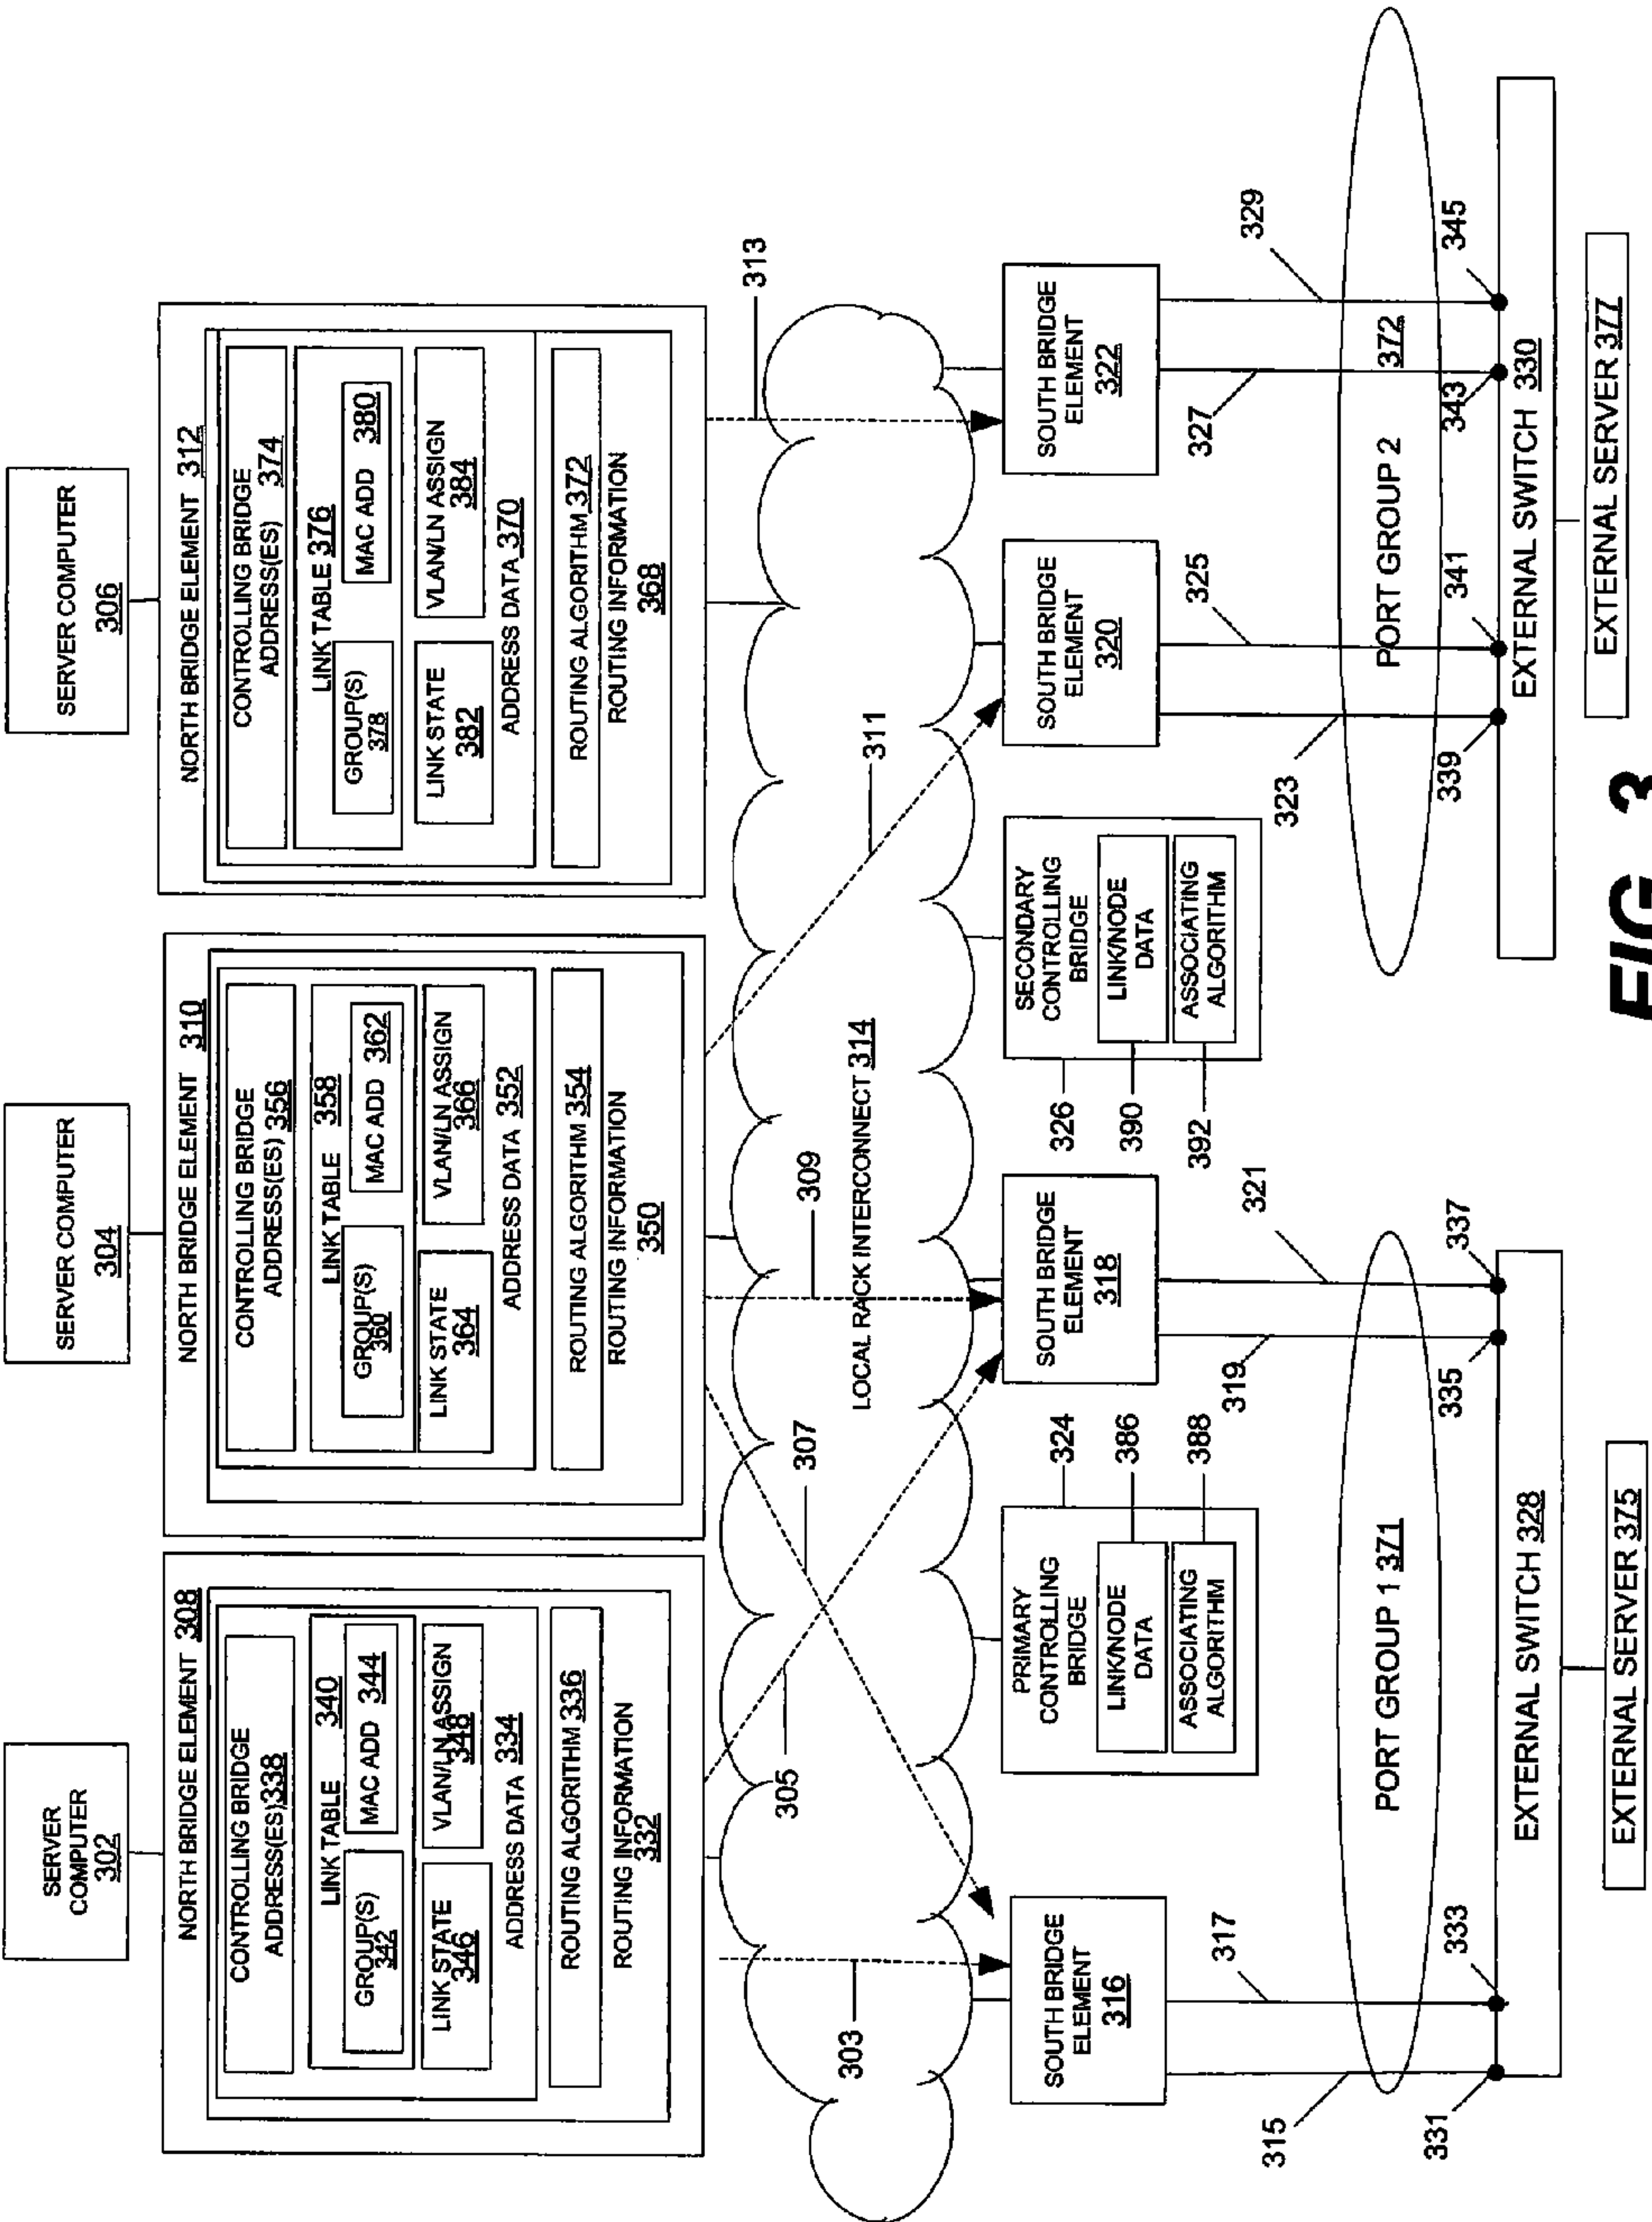 SERVER
COMPUTER
302
SERVER COMPUTER
304
SERVER COMPUTER
306
NORTH BRIDGE ELEMENT 308
CONTROLLING BRIDGE
ADDRESS(ES) 338
LINK TABLE 340
GROUP(S)
342
MAC ADD 344
LINK STATE
346
VLAN/LN ASSIGN
348
ADDRESS DATA 334
ROUTING ALGORITHM 336
ROUTING INFORMATION
332
NORTH BRIDGE ELEMENT 310
CONTROLLING BRIDGE
ADDRESS(ES) 356
LINK TABLE 358
GROUP(S)
360
MAC ADD 362
LINK STATE
364
VLAN/LN ASSIGN
366
ADDRESS DATA 352
ROUTING ALGORITHM 354
ROUTING INFORMATION
350
NORTH BRIDGE ELEMENT 312
CONTROLLING BRIDGE
ADDRESS(ES) 374
LINK TABLE 376
GROUP(S)
378
MAC ADD 380
LINK STATE
382
VLAN/LN ASSIGN
384
ADDRESS DATA 370
ROUTING ALGORITHM 372
ROUTING INFORMATION
368
303
305
307
309
311
313
LOCAL RACK INTERCONNECT 314
SOUTH BRIDGE
ELEMENT
316
PRIMARY
CONTROLLING
BRIDGE
LINK/NODE
DATA
ASSOCIATING
ALGORITHM
324
386
388
SOUTH BRIDGE
ELEMENT
318
326
390
392
SECONDARY
CONTROLLING
BRIDGE
LINK/NODE
DATA
ASSOCIATING
ALGORITHM
SOUTH BRIDGE
ELEMENT
320
SOUTH BRIDGE
ELEMENT
322
315
317
319
321
323
325
327
329
PORT GROUP 1 371
PORT GROUP 2 372
331
333
335
337
339
341
343
345
EXTERNAL SWITCH 328
EXTERNAL SWITCH 330
EXTERNAL SERVER 375
EXTERNAL SERVER 377
FIG. 3